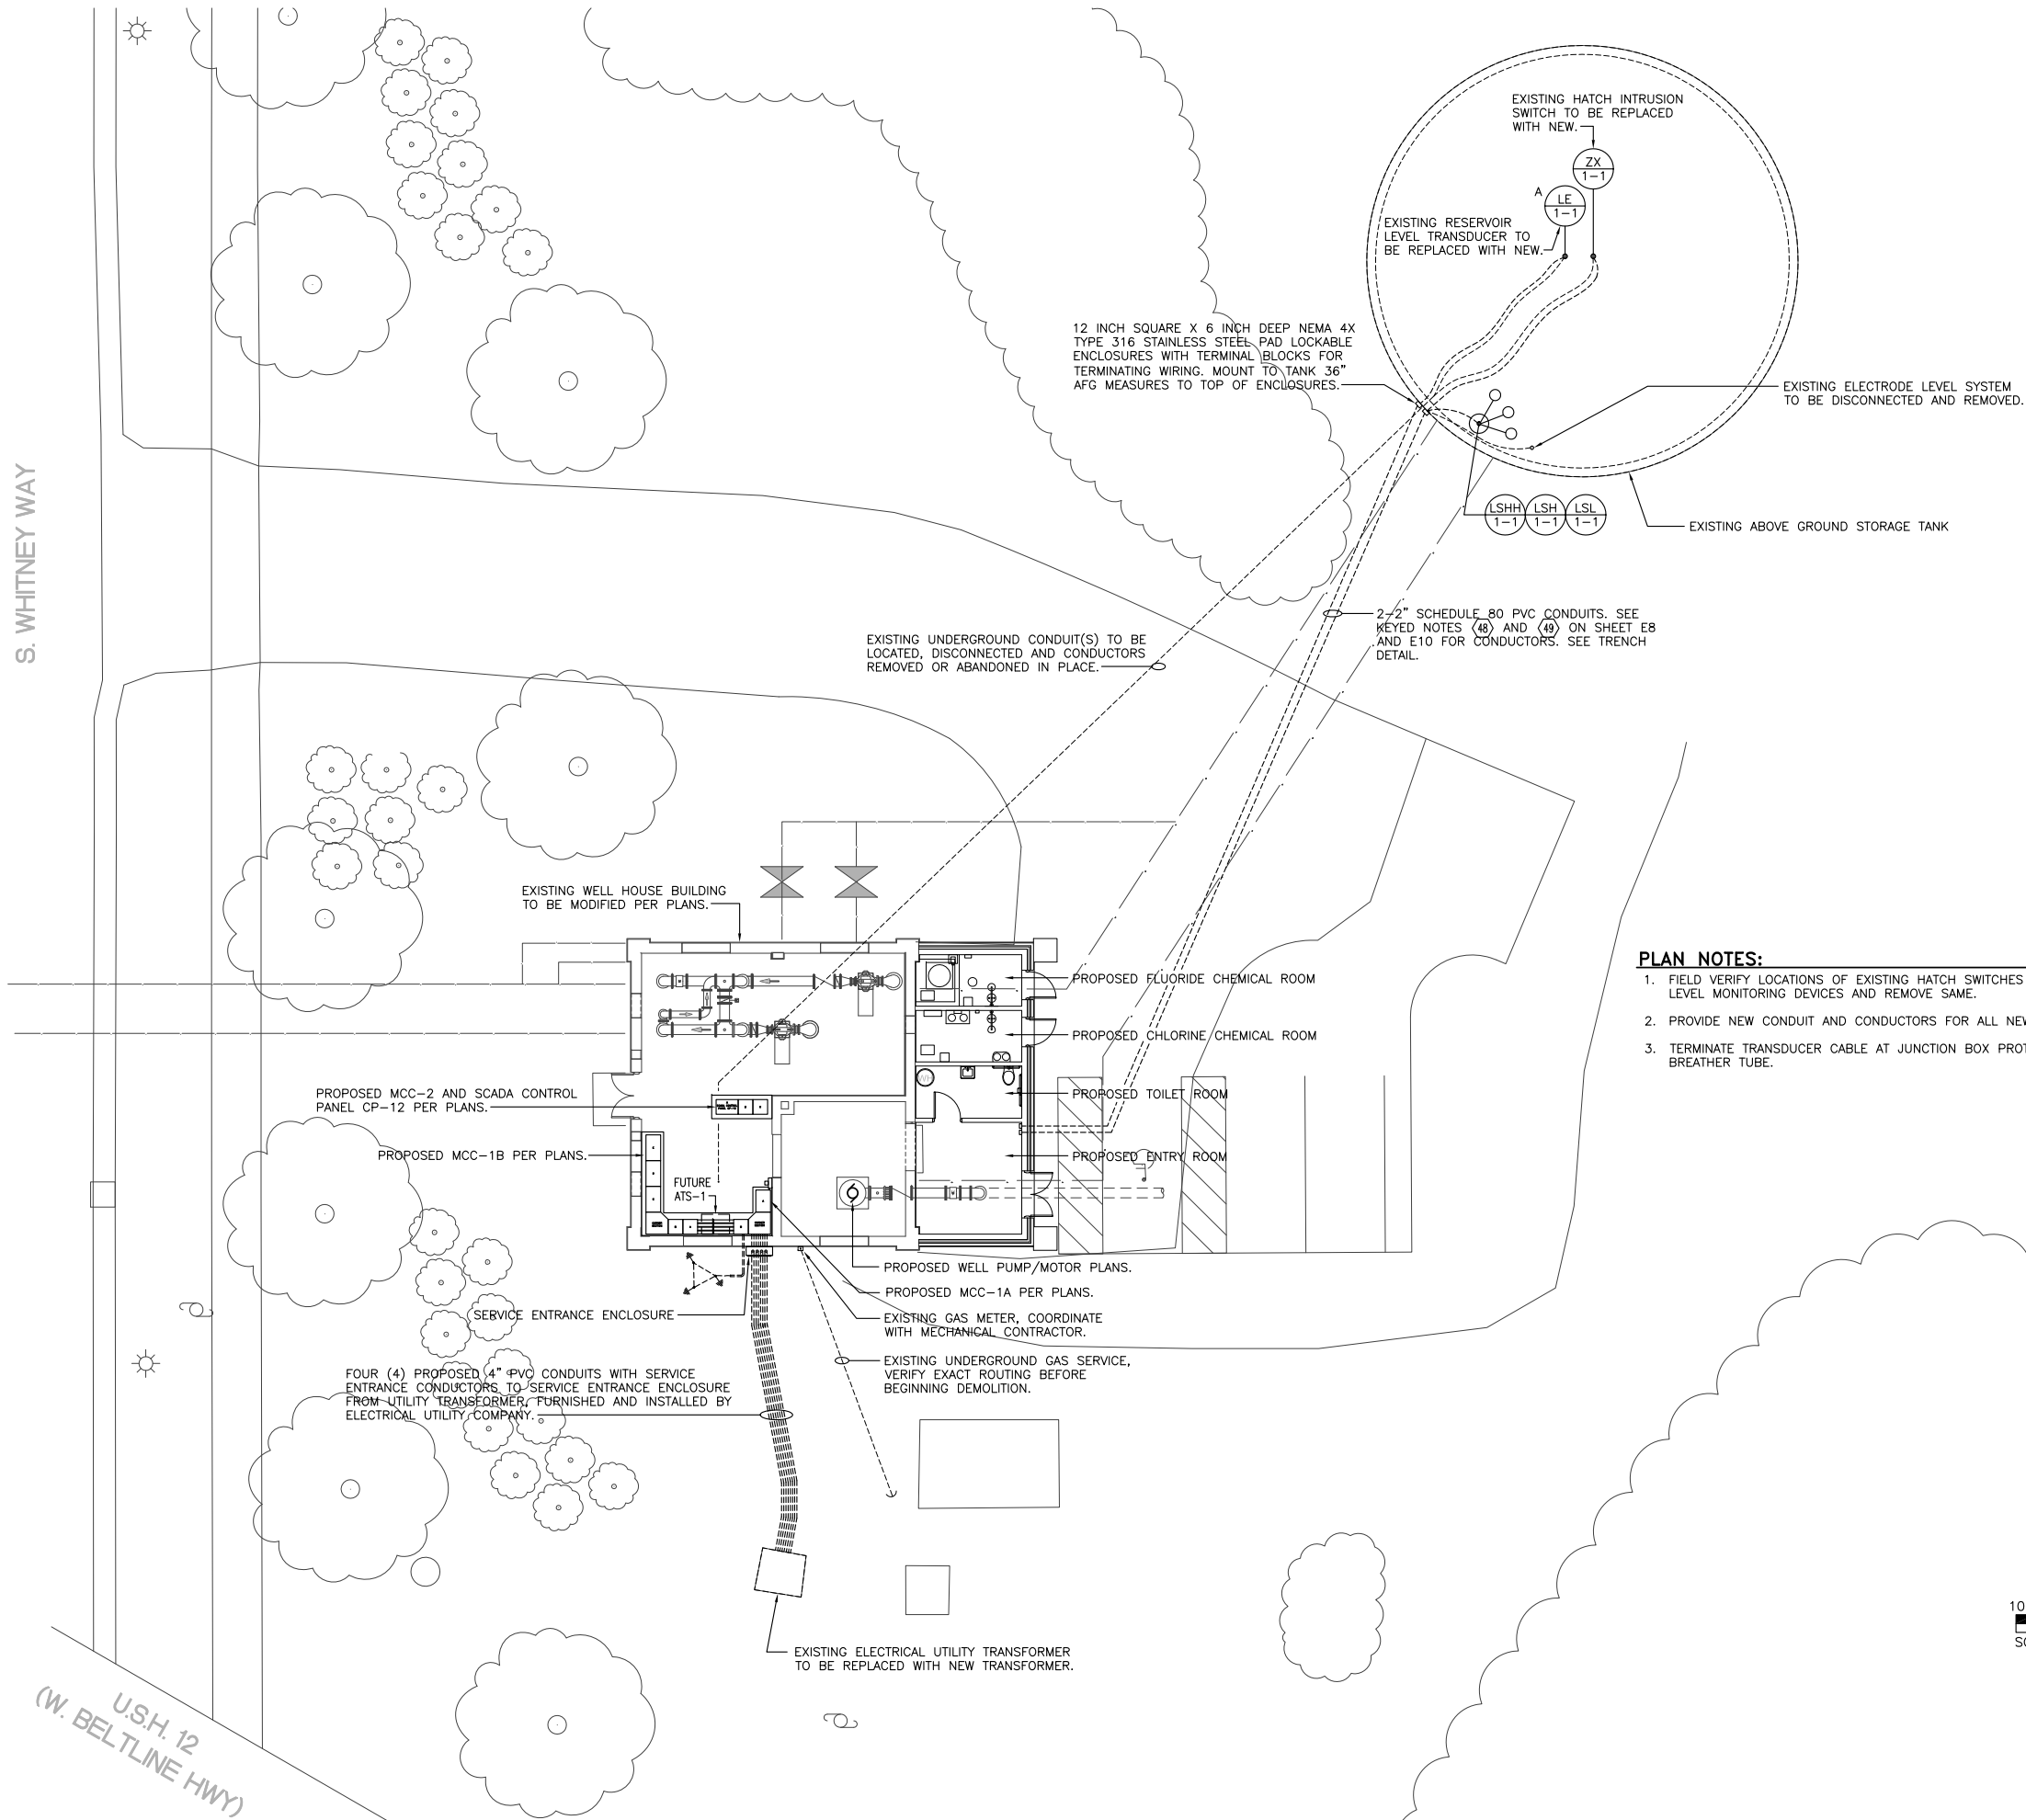 EXISTING HATCH INTRUSION
SWITCH TO BE REPLACED
WITH NEW.
ZX
1-1
A
LE
1-1
EXISTING RESERVOIR
LEVEL TRANSDUCER TO
BE REPLACED WITH NEW.
12 INCH SQUARE X 6 INCH DEEP NEMA 4X
TYPE 316 STAINLESS STEEL PAD LOCKABLE
ENCLOSURES WITH TERMINAL BLOCKS FOR
TERMINATING WIRING. MOUNT TO TANK 36"
AFG MEASURES TO TOP OF ENCLOSURES.
EXISTING ELECTRODE LEVEL SYSTEM
TO BE DISCONNECTED AND REMOVED.
LSHH
1-1
LSH
1-1
LSL
1-1
EXISTING ABOVE GROUND STORAGE TANK
S. WHITNEY WAY
2-2" SCHEDULE 80 PVC CONDUITS. SEE
KEYED NOTES 48 AND 49 ON SHEET E8
AND E10 FOR CONDUCTORS. SEE TRENCH
DETAIL.
EXISTING UNDERGROUND CONDUIT(S) TO BE
LOCATED, DISCONNECTED AND CONDUCTORS
REMOVED OR ABANDONED IN PLACE.
EXISTING WELL HOUSE BUILDING
TO BE MODIFIED PER PLANS.
PROPOSED FLUORIDE CHEMICAL ROOM
PROPOSED CHLORINE CHEMICAL ROOM
PROPOSED TOILET ROOM
PROPOSED ENTRY ROOM
WH
PLAN NOTES:
1. FIELD VERIFY LOCATIONS OF EXISTING HATCH SWITCHES
LEVEL MONITORING DEVICES AND REMOVE SAME.
2. PROVIDE NEW CONDUIT AND CONDUCTORS FOR ALL NEW
3. TERMINATE TRANSDUCER CABLE AT JUNCTION BOX PROT
BREATHER TUBE.
PROPOSED MCC-2 AND SCADA CONTROL
PANEL CP-12 PER PLANS.
PROPOSED MCC-1B PER PLANS.
FUTURE
ATS-1
PROPOSED WELL PUMP/MOTOR PLANS.
PROPOSED MCC-1A PER PLANS.
SERVICE ENTRANCE ENCLOSURE
EXISTING GAS METER, COORDINATE
WITH MECHANICAL CONTRACTOR.
EXISTING UNDERGROUND GAS SERVICE,
VERIFY EXACT ROUTING BEFORE
BEGINNING DEMOLITION.
FOUR (4) PROPOSED 4" PVC CONDUITS WITH SERVICE
ENTRANCE CONDUCTORS TO SERVICE ENTRANCE ENCLOSURE
FROM UTILITY TRANSFORMER, FURNISHED AND INSTALLED BY
ELECTRICAL UTILITY COMPANY.
EXISTING ELECTRICAL UTILITY TRANSFORMER
TO BE REPLACED WITH NEW TRANSFORMER.
10
U.S.H. 12
(W. BELTLINE HWY)